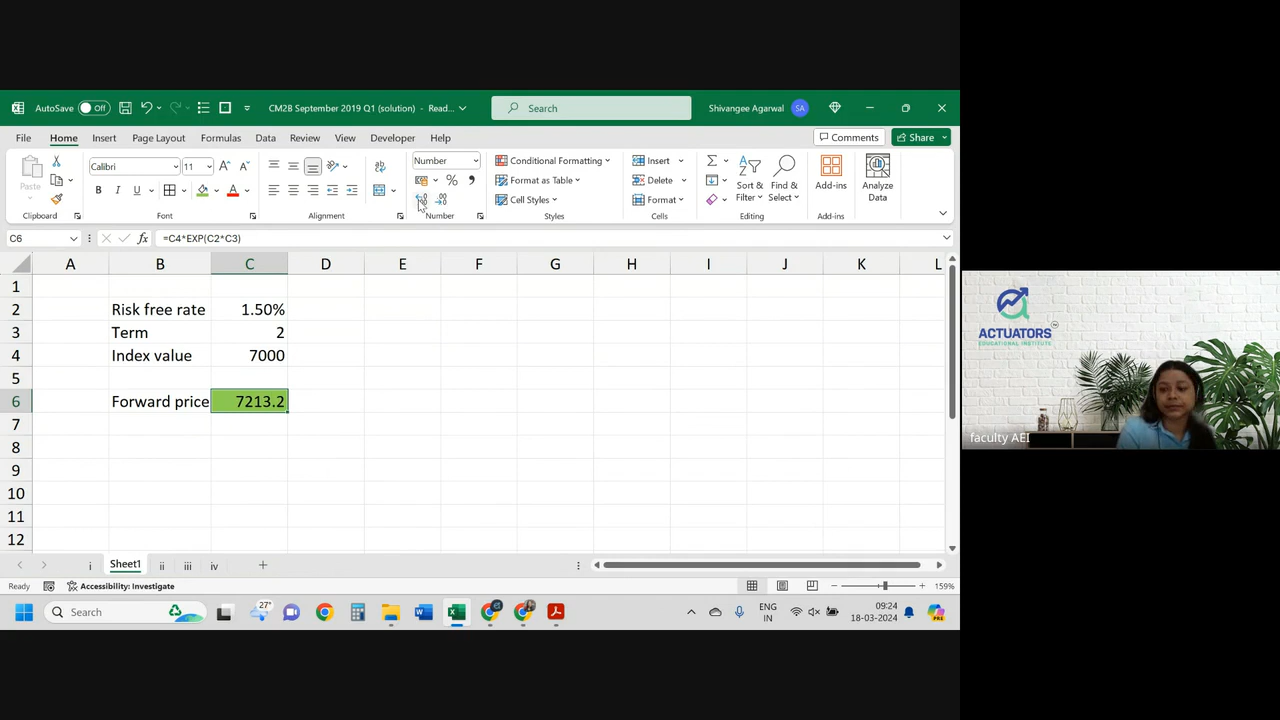 AutoSave Off CM2B September 2019 Q1 (solution) - Read... Search Shivangee Agarwal SA
File Home Insert Page Layout Formulas Data Review View Developer Help Comments Share
Paste Calibri 11 Number Conditional Formatting Insert
B I U Format as Table Delete Sort & Filter Find & Select Add-ins Analyze Data
Cell Styles Format
Clipboard Font Alignment Number Styles Cells Editing Add-ins
C6 fx =C4*EXP(C2*C3)
A B C D E F G H I J K L
1
2 Risk free rate 1.50%
3 Term 2
4 Index value 7000
5
6 Forward price 7213.2
7
8
9
10
11
12
i Sheet1 ii iii iv
Ready Accessibility: Investigate 159%
Search 27° ENG IN 09:24 18-03-2024
ACTUATORS
EDUCATIONAL INSTITUTE
faculty AEI